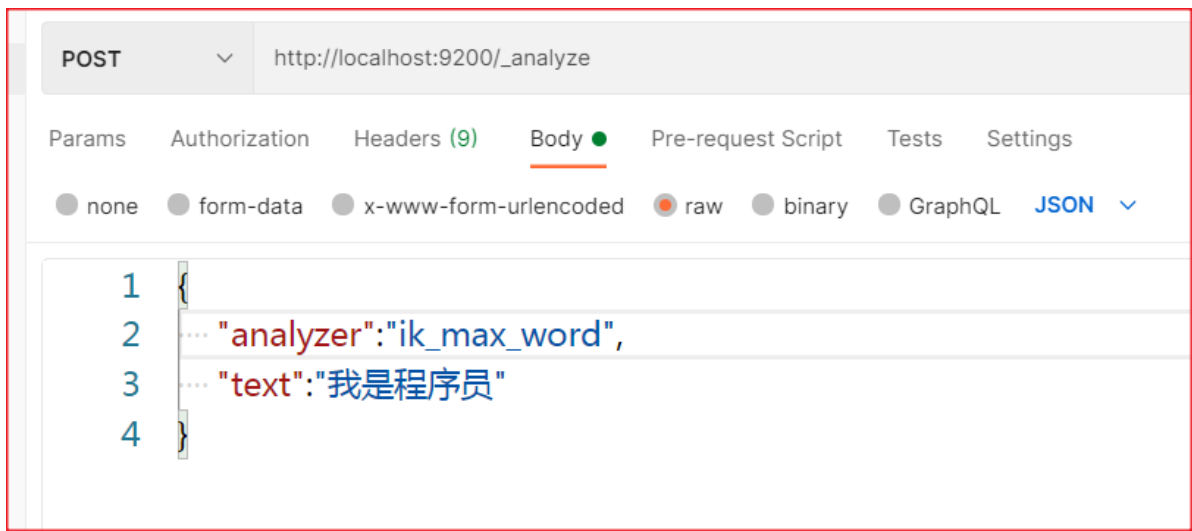 POST http://localhost:9200/_analyze
Params Authorization Headers (9) Body Pre-request Script Tests Settings
none form-data x-www-form-urlencoded raw binary GraphQL JSON
1 {
2 "analyzer":"ik_max_word",
3 "text":"我是程序员"
4 }